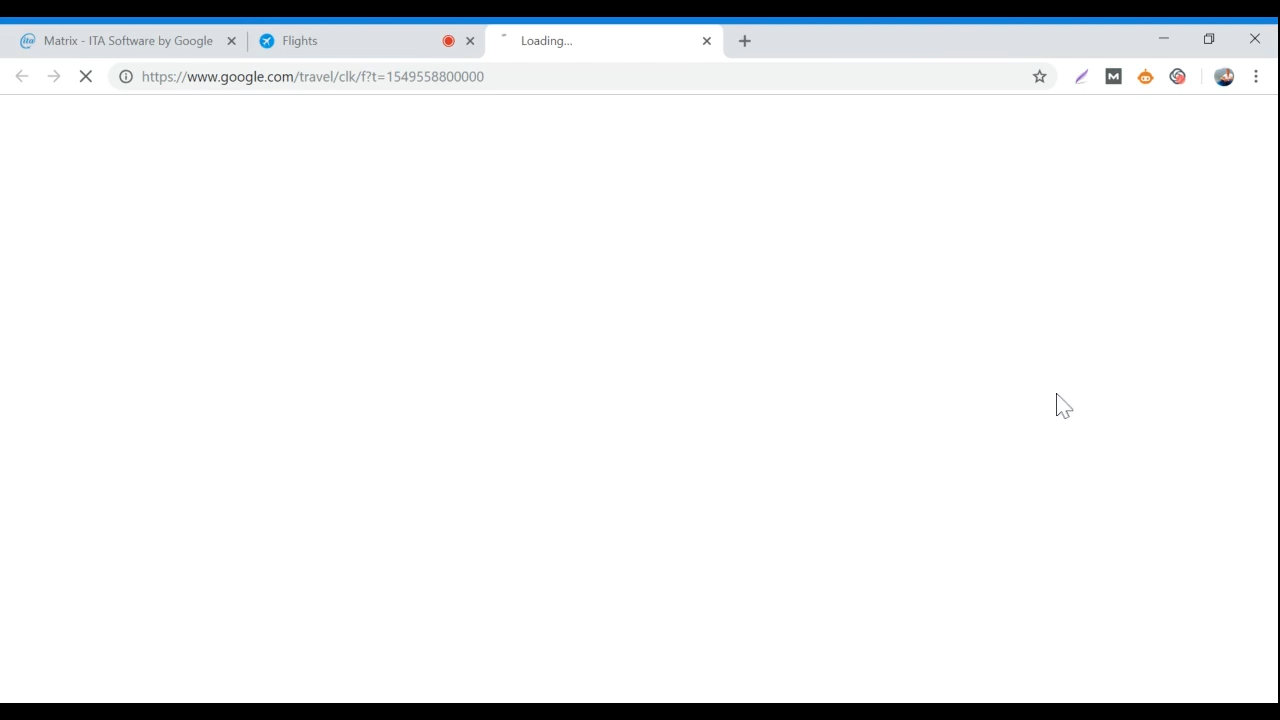 Matrix - ITA Software by Google
Flights
Loading...
https://www.google.com/travel/clk/f?t=1549558800000